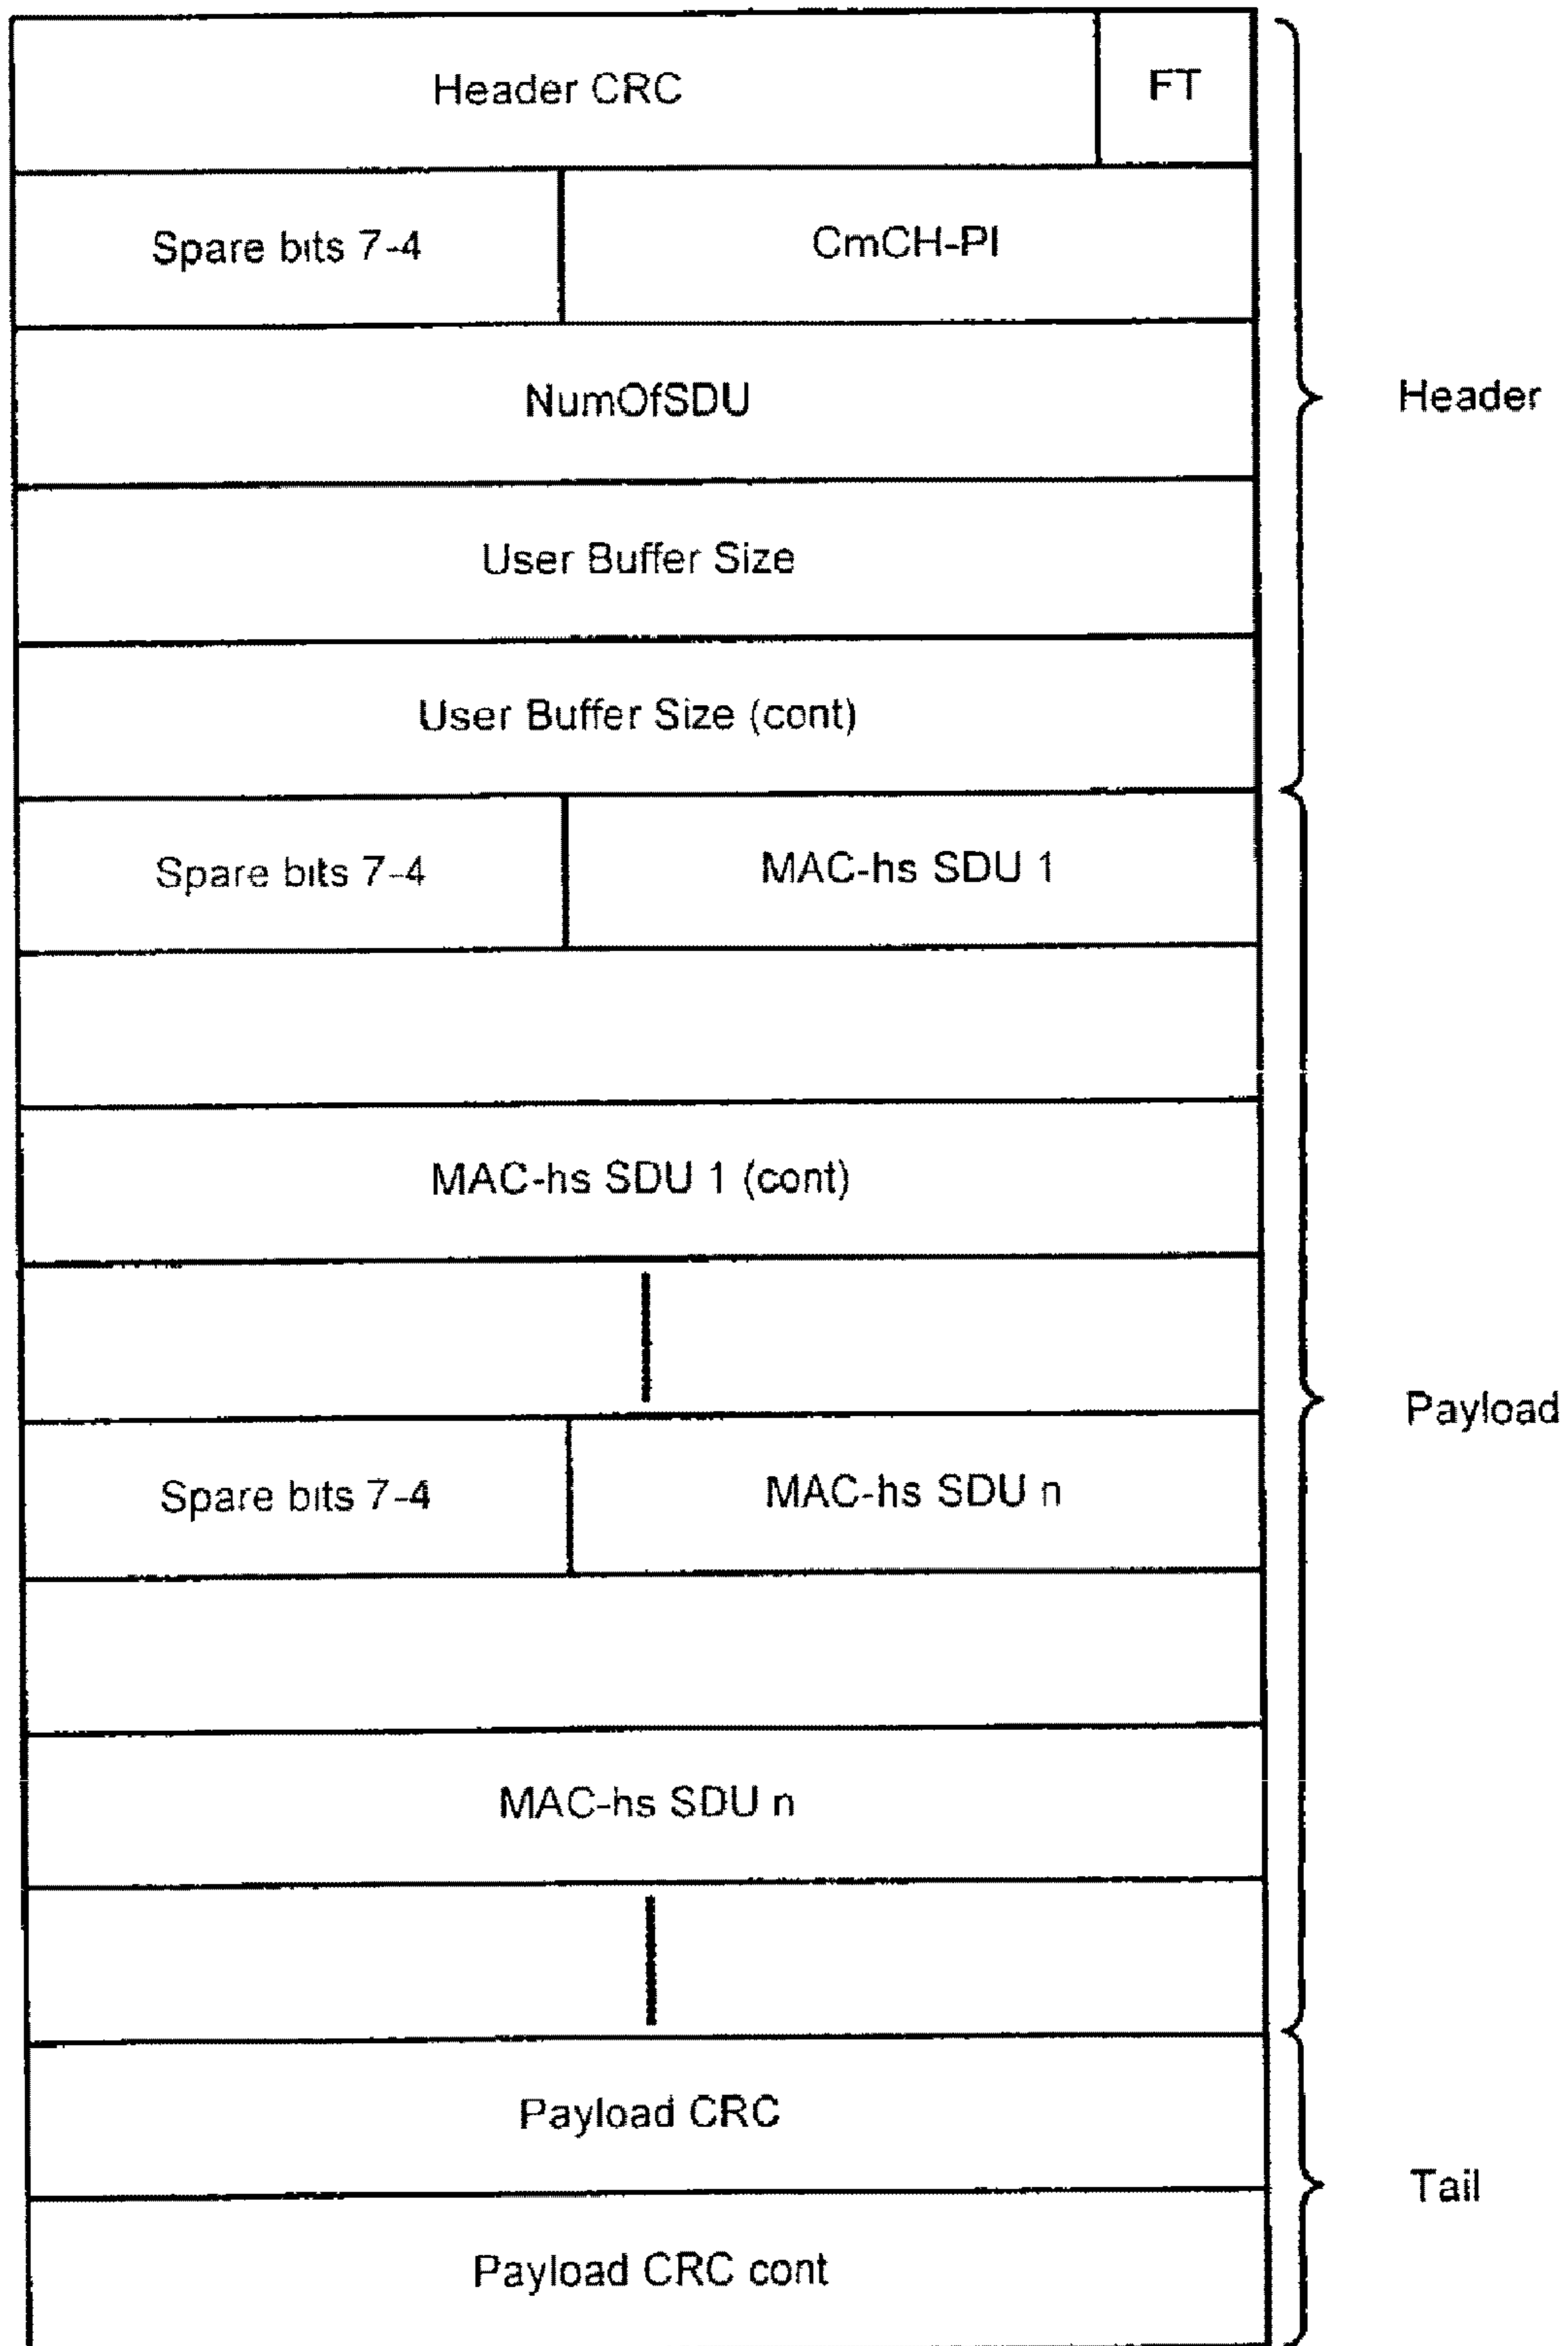 Header CRC FT
Spare bits 7-4 CmCH-PI
NumOfSDU
Header
User Buffer Size
User Buffer Size (cont)
Spare bits 7-4 MAC-hs SDU 1
MAC-hs SDU 1 (cont)
Payload
Spare bits 7-4 MAC-hs SDU n
MAC-hs SDU n
Payload CRC
Tail
Payload CRC cont